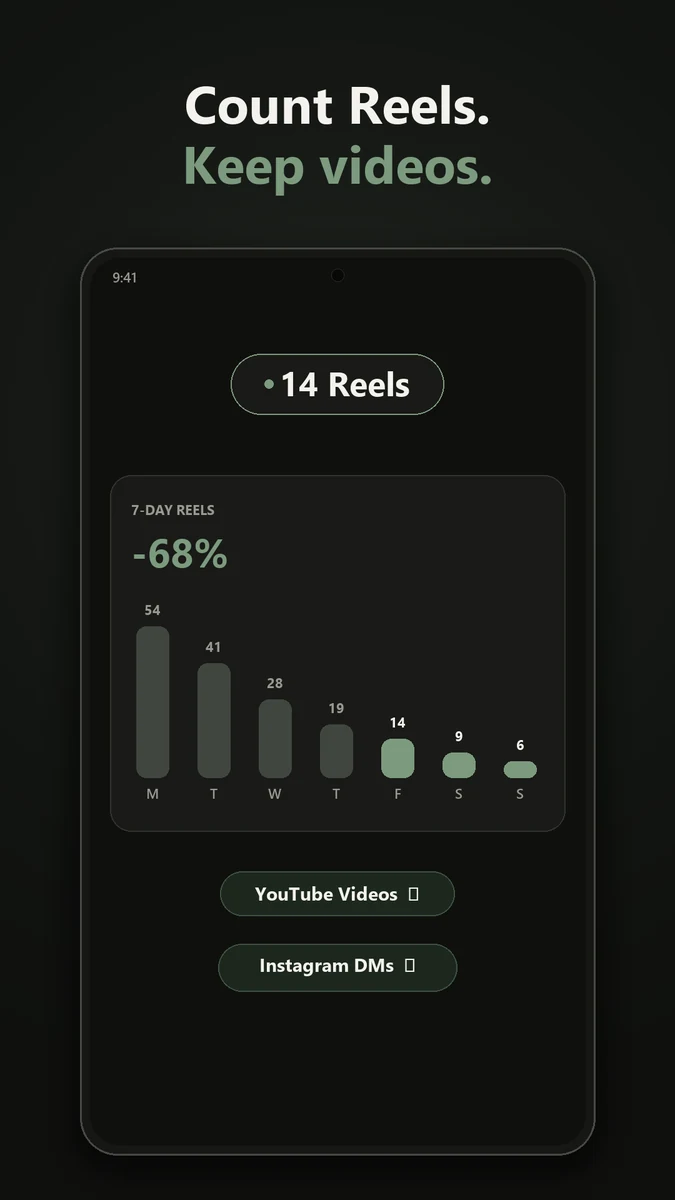 Count Reels.
Keep videos.
9:41
14 Reels
7-DAY REELS
-68%
54
41
28
19
14
9
6
M T W T F S S
YouTube Videos
Instagram DMs